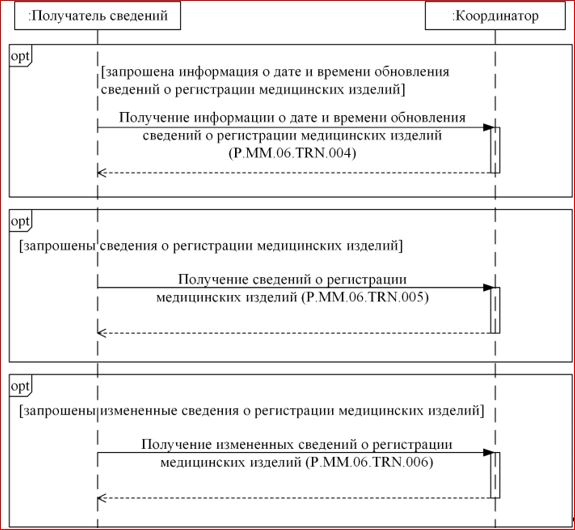 :Получатель сведений
:Координатор
opt
[запрошена информация о дате и времени обновления
сведений о регистрации медицинских изделий]
Получение информации о дате и времени обновления
сведений о регистрации медицинских изделий
(P.MM.06.TRN.004)
opt
[запрошены сведения о регистрации медицинских изделий]
Получение сведений о регистрации
медицинских изделий (P.MM.06.TRN.005)
opt
[запрошены измененные сведения о регистрации медицинских изделий]
Получение измененных сведений о регистрации
медицинских изделий (P.MM.06.TRN.006)